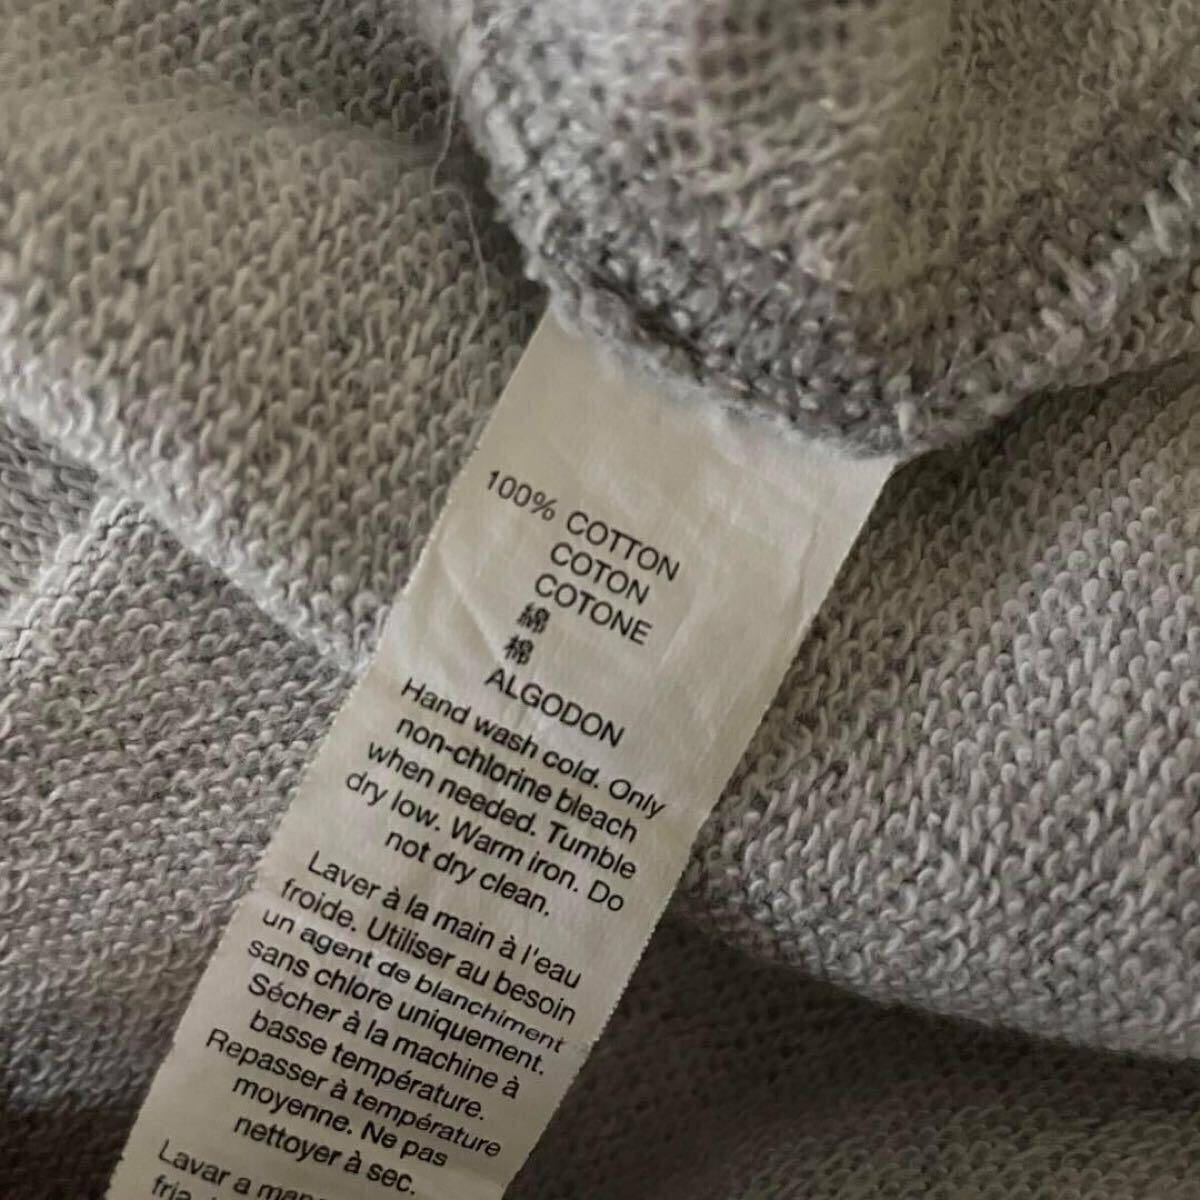 100% COTTON
COTON
COTONE
綿
棉
ALGODON
Hand wash cold. Only
non-chlorine bleach
when needed. Tumble
dry low. Warm iron. Do
not dry clean.
Laver à la main à l'eau
froide. Utiliser au besoin
un agent de blanchiment
sans chlore uniquement.
Sécher à la machine à
basse température.
Repasser à température
moyenne. Ne pas
nettoyer à sec.
Lavar a